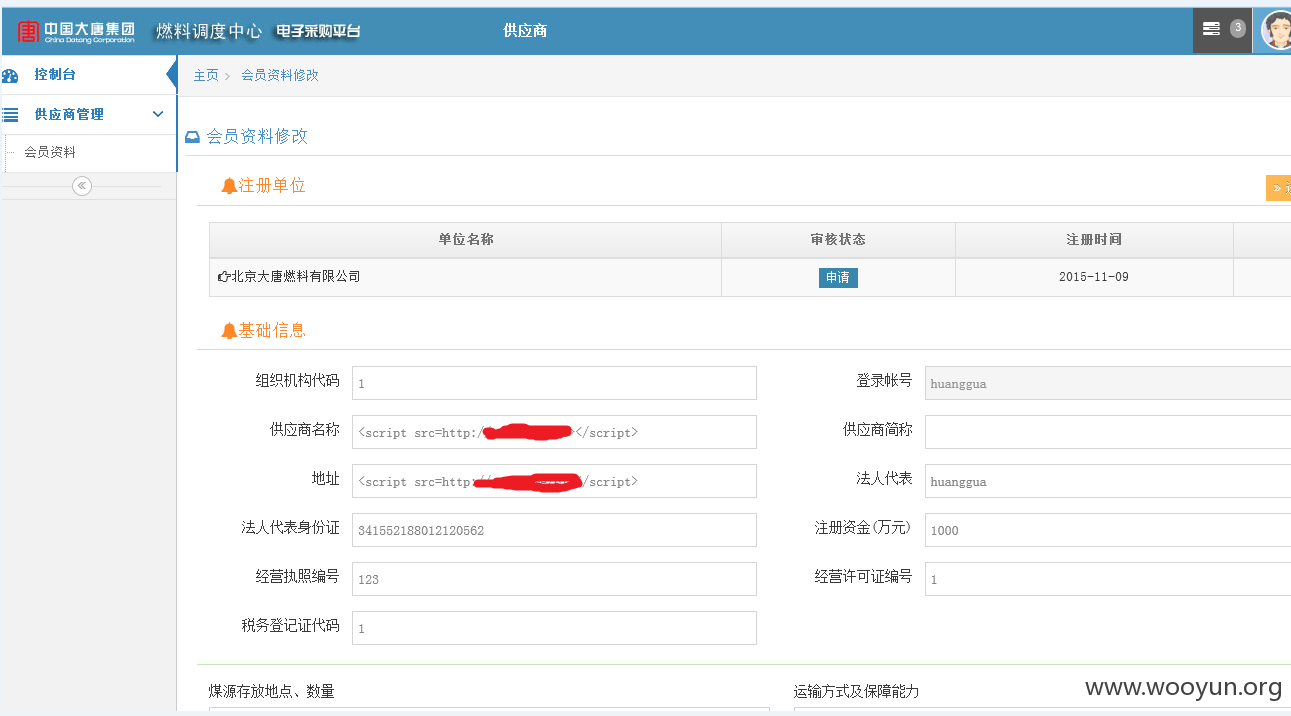 中国大唐集团 燃料调度中心 电子采购平台 供应商 3
China Datang Corporation
控制台
供应商管理
会员资料
主页 > 会员资料修改
会员资料修改
注册单位
»
单位名称 审核状态 注册时间
北京大唐燃料有限公司 申请 2015-11-09
基础信息
组织机构代码 1 登录帐号 huanggua
供应商名称 <script src=http:/ ></script> 供应商简称
地址 <script src=http: /script> 法人代表 huanggua
法人代表身份证 341552188012120562 注册资金(万元) 1000
经营执照编号 123 经营许可证编号 1
税务登记证代码 1
煤源存放地点、数量 运输方式及保障能力
www.wooyun.org